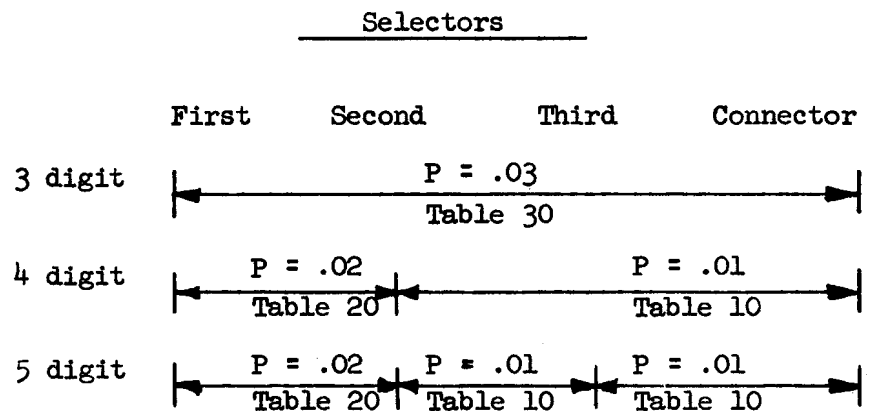 Selectors
First Second Third Connector
3 digit P = .03
Table 30
4 digit P = .02 P = .01
Table 20 Table 10
5 digit P = .02 P = .01 P = .01
Table 20 Table 10 Table 10